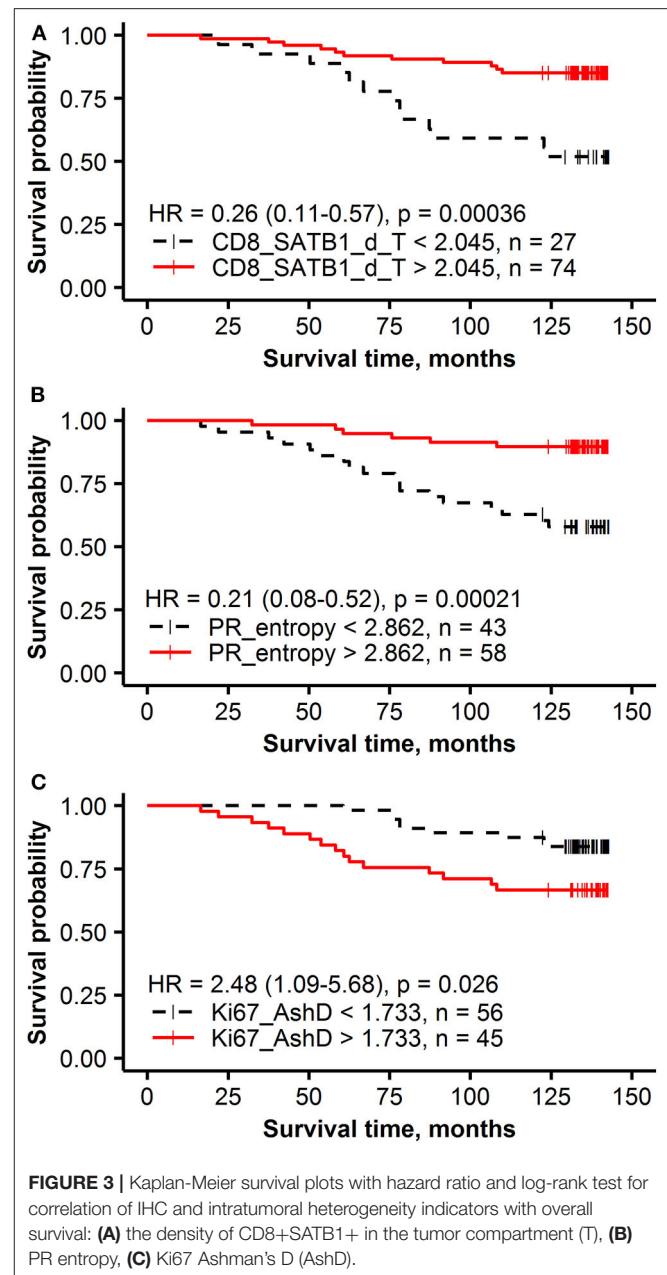 A
Survival probability
1.00
0.75
0.50
0.25
0.00
HR = 0.26 (0.11-0.57), p = 0.00036
CD8_SATB1_d_T < 2.045, n = 27
CD8_SATB1_d_T > 2.045, n = 74
0 25 50 75 100 125 150
Survival time, months
B
Survival probability
1.00
0.75
0.50
0.25
0.00
HR = 0.21 (0.08-0.52), p = 0.00021
PR_entropy < 2.862, n = 43
PR_entropy > 2.862, n = 58
0 25 50 75 100 125 150
Survival time, months
C
Survival probability
1.00
0.75
0.50
0.25
0.00
HR = 2.48 (1.09-5.68), p = 0.026
Ki67_AshD < 1.733, n = 56
Ki67_AshD > 1.733, n = 45
0 25 50 75 100 125 150
Survival time, months
FIGURE 3 | Kaplan-Meier survival plots with hazard ratio and log-rank test for
correlation of IHC and intratumoral heterogeneity indicators with overall
survival: (A) the density of CD8+SATB1+ in the tumor compartment (T), (B)
PR entropy, (C) Ki67 Ashman's D (AshD).